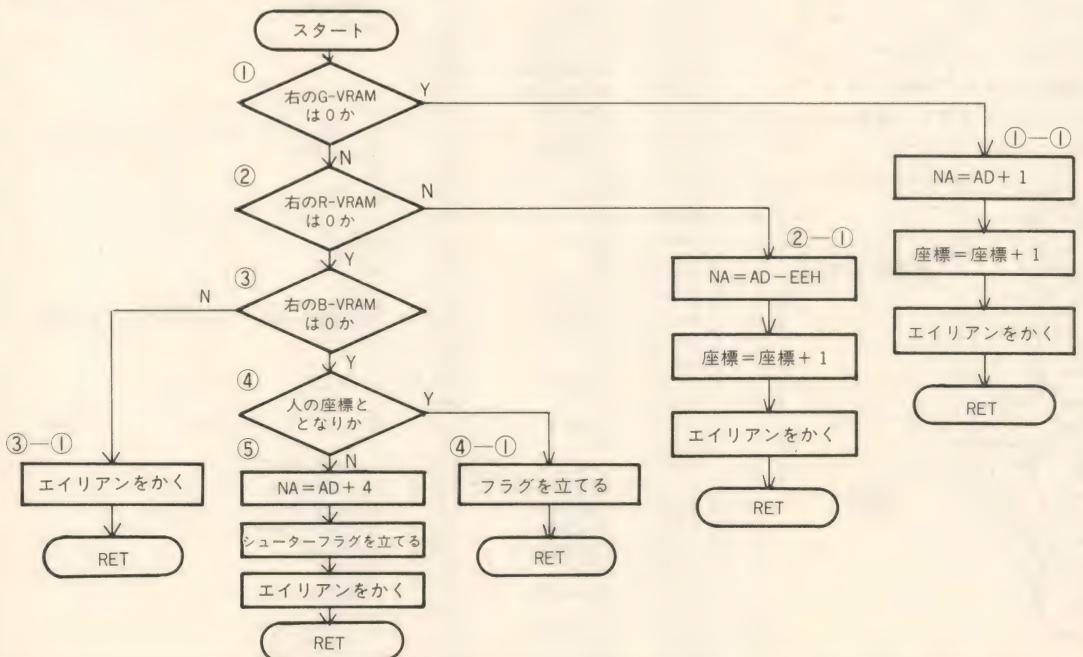 スタート
①
右のG-VRAM
は0か
Y
N
①—①
NA=AD+1
座標=座標+1
エイリアンをかく
RET
②
右のR-VRAM
は0か
N
Y
②—①
NA=AD-EEH
座標=座標+1
エイリアンをかく
RET
③
右のB-VRAM
は0か
N
Y
③—①
エイリアンをかく
RET
④
人の座標と
となりか
Y
N
④—①
フラグを立てる
RET
⑤
NA=AD+4
シューターフラグを立てる
エイリアンをかく
RET